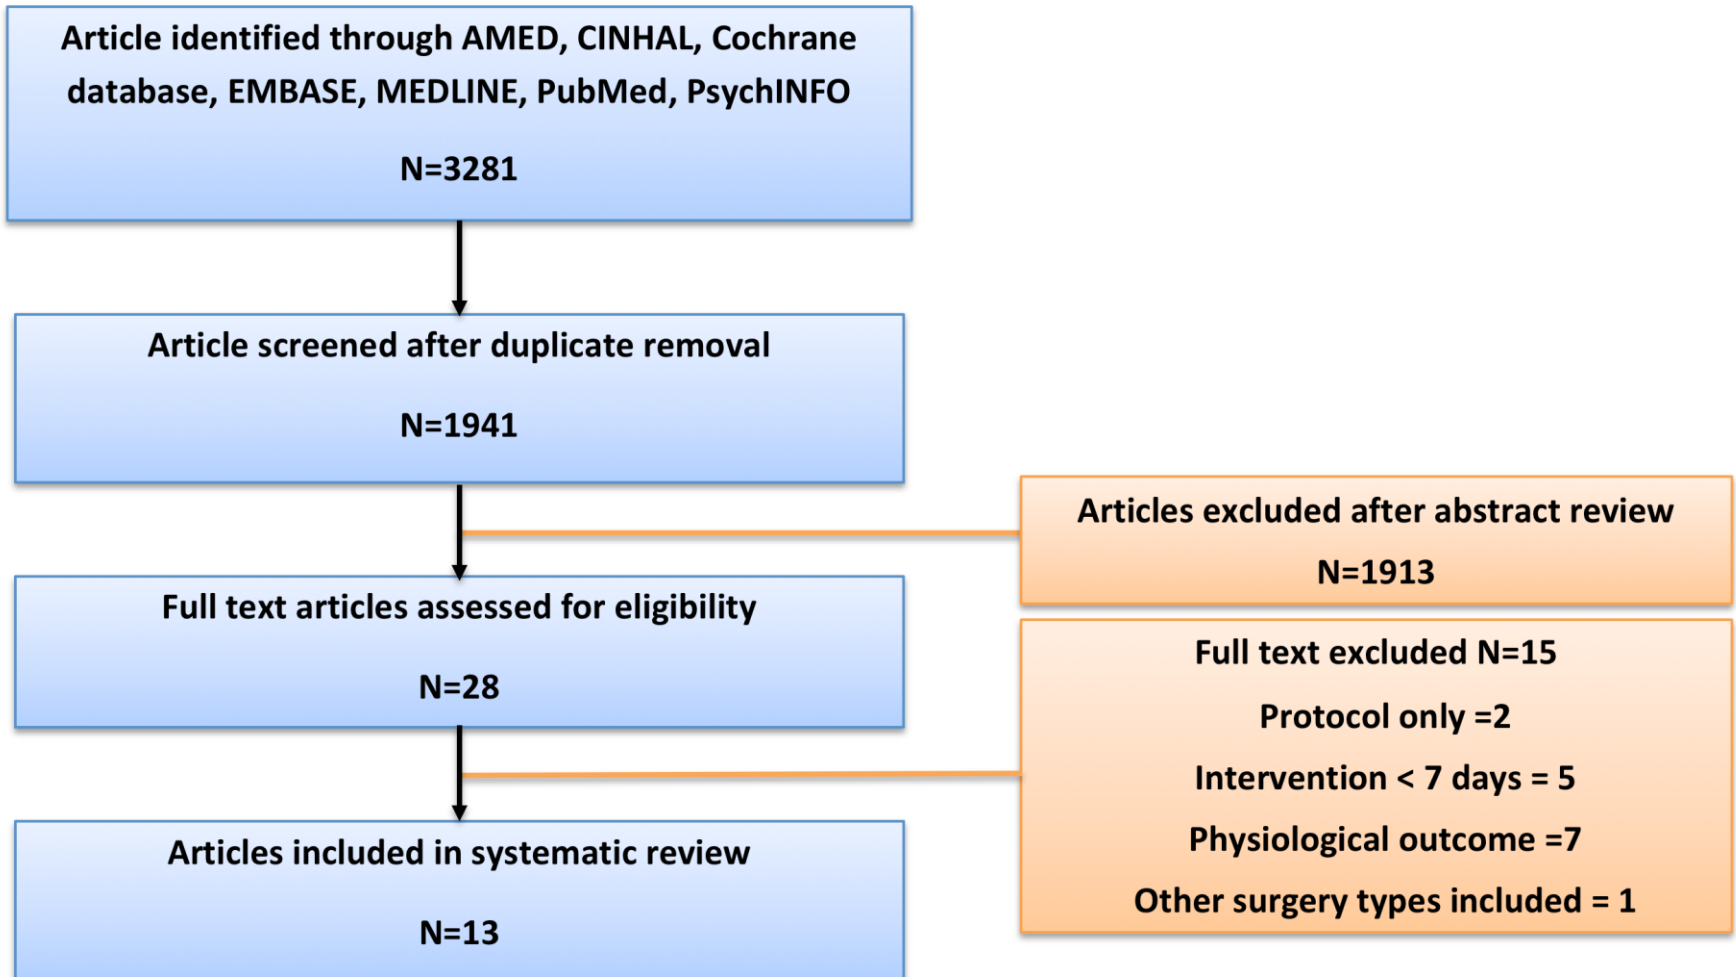 Article identified through AMED, CINHAL, Cochrane
database, EMBASE, MEDLINE, PubMed, PsychINFO
N=3281
Article screened after duplicate removal
N=1941
Articles excluded after abstract review
N=1913
Full text articles assessed for eligibility
N=28
Full text excluded N=15
Protocol only =2
Intervention < 7 days = 5
Physiological outcome =7
Other surgery types included = 1
Articles included in systematic review
N=13